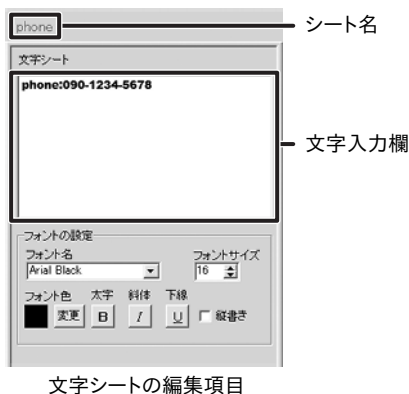 phone
シート名
文字シート
phone:090-1234-5678
文字入力欄
フォントの設定
フォント名 フォントサイズ
Arial Black 16
フォント色 太字 斜体 下線
変更 B I U 縦書き
文字シートの編集項目